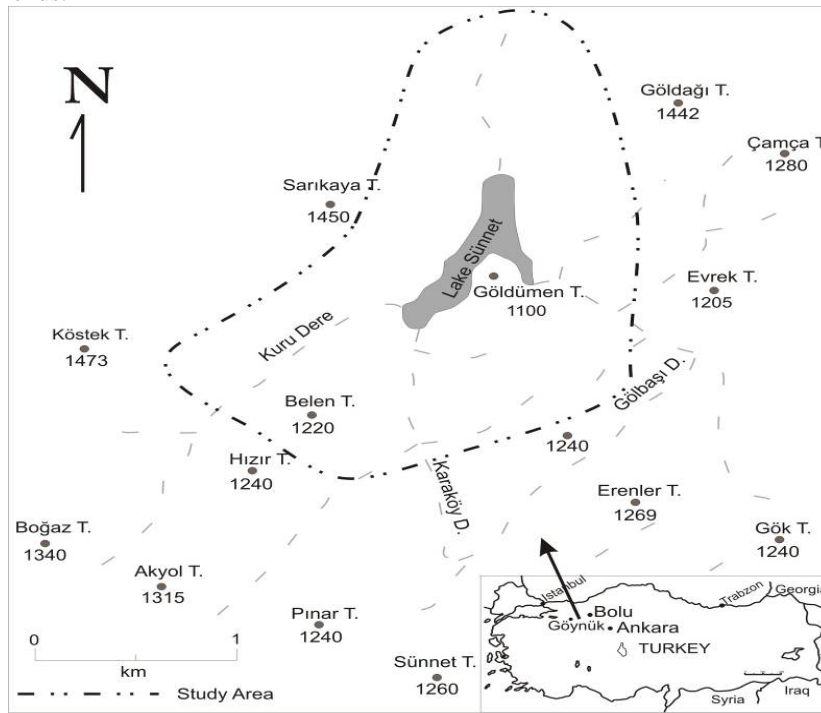 N
Göldağı T.
1442
Çamça T.
1280
Sarıkaya T.
1450
Lake Sünnet
Göldümen T.
1100
Evrek T.
1205
Köstek T.
1473
Kuru Dere
Belen T.
1220
Gölbaşı D.
1240
Hızır T.
1240
Karaköy D.
Erenler T.
1269
Boğaz T.
1340
Gök T.
1240
Akyol T.
1315
Pınar T.
1240
Sünnet T.
1260
0 1
km
Study Area
Istanbul
Trabzon
Georgia
Bolu
Göynük
Ankara
TURKEY
Syria
Iraq